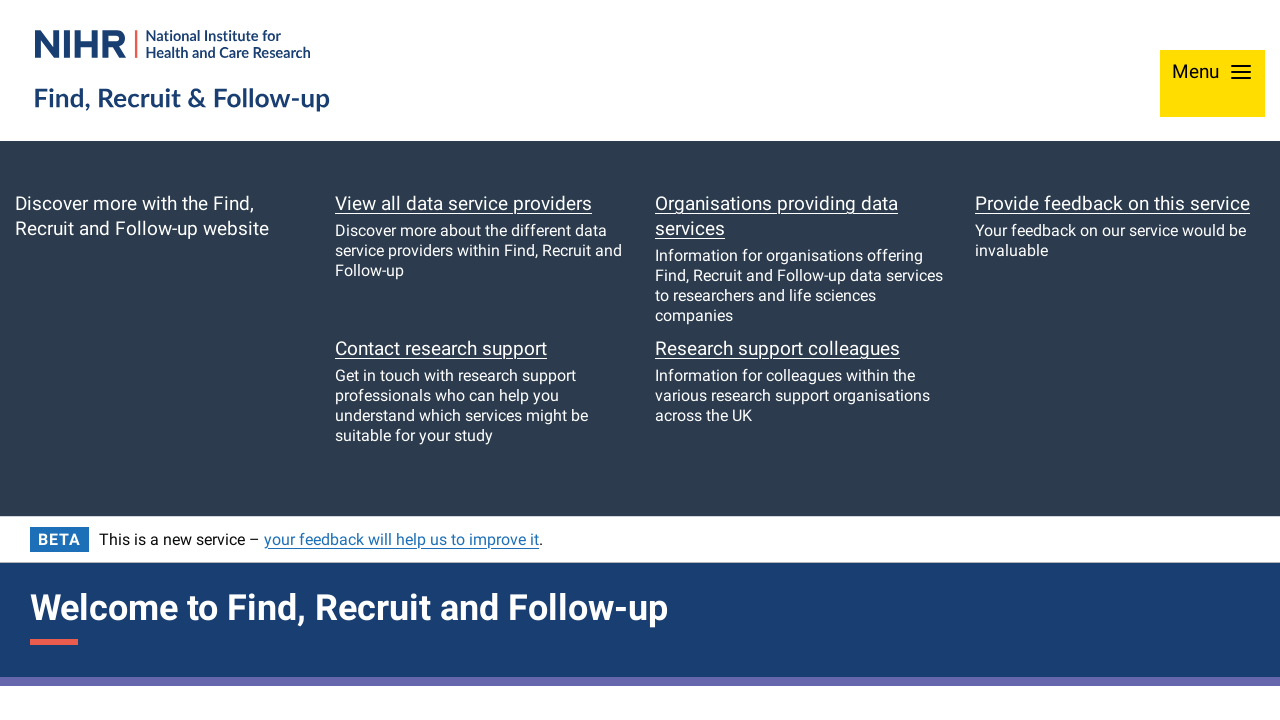 NIHR
National Institute for
Health and Care Research
Find, Recruit & Follow-up
Menu
Discover more with the Find,
Recruit and Follow-up website
View all data service providers
Discover more about the different data
service providers within Find, Recruit and
Follow-up
Organisations providing data
services
Information for organisations offering
Find, Recruit and Follow-up data services
to researchers and life sciences
companies
Provide feedback on this service
Your feedback on our service would be
invaluable
Contact research support
Get in touch with research support
professionals who can help you
understand which services might be
suitable for your study
Research support colleagues
Information for colleagues within the
various research support organisations
across the UK
BETA This is a new service – your feedback will help us to improve it.
Welcome to Find, Recruit and Follow-up